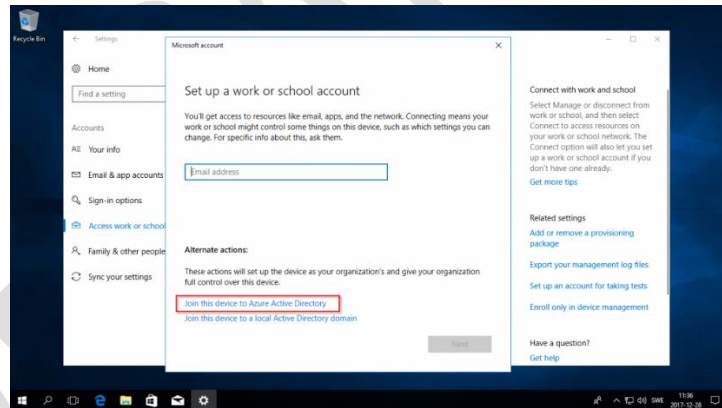 Recycle Bin
Settings
Home
Find a setting
Accounts
Your info
Email & app accounts
Sign-in options
Access work or school
Family & other people
Sync your settings
Microsoft account
Set up a work or school account
You'll get access to resources like email, apps, and the network. Connecting means your
work or school might control some things on this device, such as which settings you can
change. For specific info about this, ask them.
Email address
Alternate actions:
These actions will set up the device as your organization's and give your organization
full control over this device.
Join this device to Azure Active Directory
Join this device to a local Active Directory domain
Next
Connect with work and school
Select Manage or disconnect from
work or school, and then select
Connect to access resources on
your work or school network. The
Connect option will also let you set
up a work or school account if you
don't have one already.
Get more tips
Related settings
Add or remove a provisioning
package
Export your management log files
Set up an account for taking tests
Enroll only in device management
Have a question?
Get help
SWE
11:36
2017-12-28